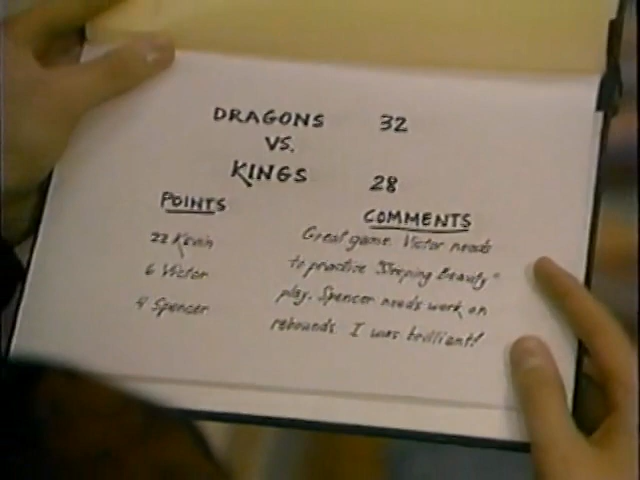 DRAGONS 32
VS.
KINGS 28
POINTS
22 Kevin
6 Victor
4 Spencer
COMMENTS
Great game. Victor needs
to practice "Sleeping Beauty"
play. Spencer needs work on
rebounds. I was brilliant!